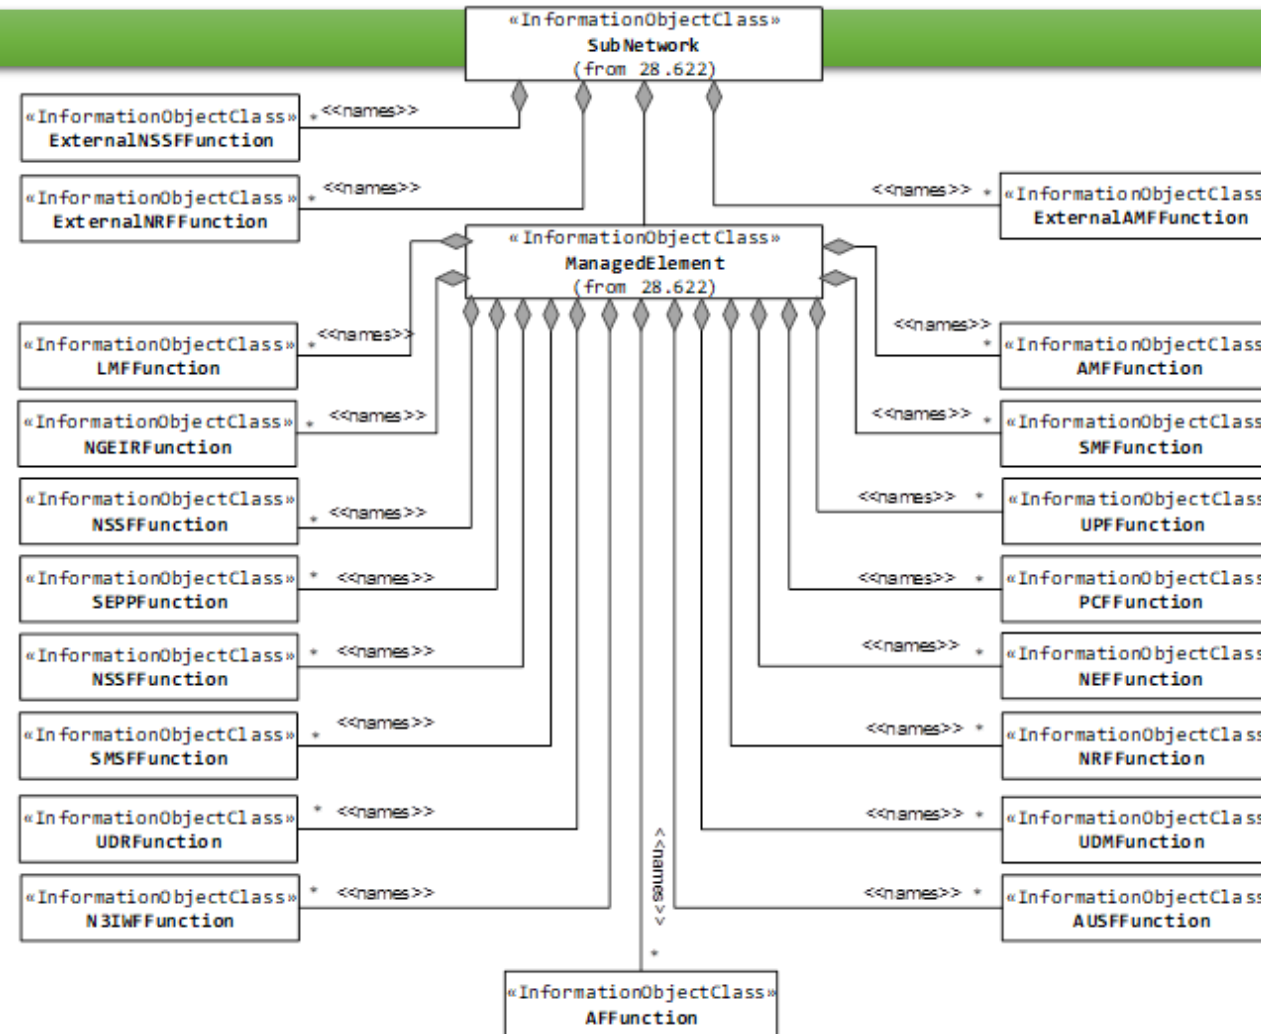 «InformationObjectClass»
SubNetwork
(from 28.622)
«InformationObjectClass»
ExternalNSSFFunction
* <<names>>
«InformationObjectClass»
ExternalNRFFunction
* <<names>>
<<names>> *
«InformationObjectClass
ExternalAMFFunction
«InformationObjectClass»
ManagedElement
(from 28.622)
«InformationObjectClass»
LMFFunction
* <<names>>
<<names>>
*
«InformationObjectClass
AMFFunction
«InformationObjectClass»
NGEIRFunction
* <<names>>
<<names>> *
«InformationObjectClass
SMFFunction
«InformationObjectClass»
NSSFFunction
* <<names>>
<<names>> *
«InformationObjectClass
UPFFunction
«InformationObjectClass»
SEPPFunction
* <<names>>
<<names>> *
«InformationObjectClass
PCFFunction
«InformationObjectClass»
NSSFFunction
* <<names>>
<<names>> *
«InformationObjectClass
NEFFunction
«InformationObjectClass»
SMSFFunction
* <<names>>
<<names>> *
«InformationObjectClass
NRFFunction
«InformationObjectClass»
UDRFunction
* <<names>>
<<names>> *
«InformationObjectClass
UDMFunction
«InformationObjectClass»
N3IWFFunction
* <<names>>
<<names>> *
«InformationObjectClass
AUSFFunction
<<names>>
*
«InformationObjectClass»
AFFunction